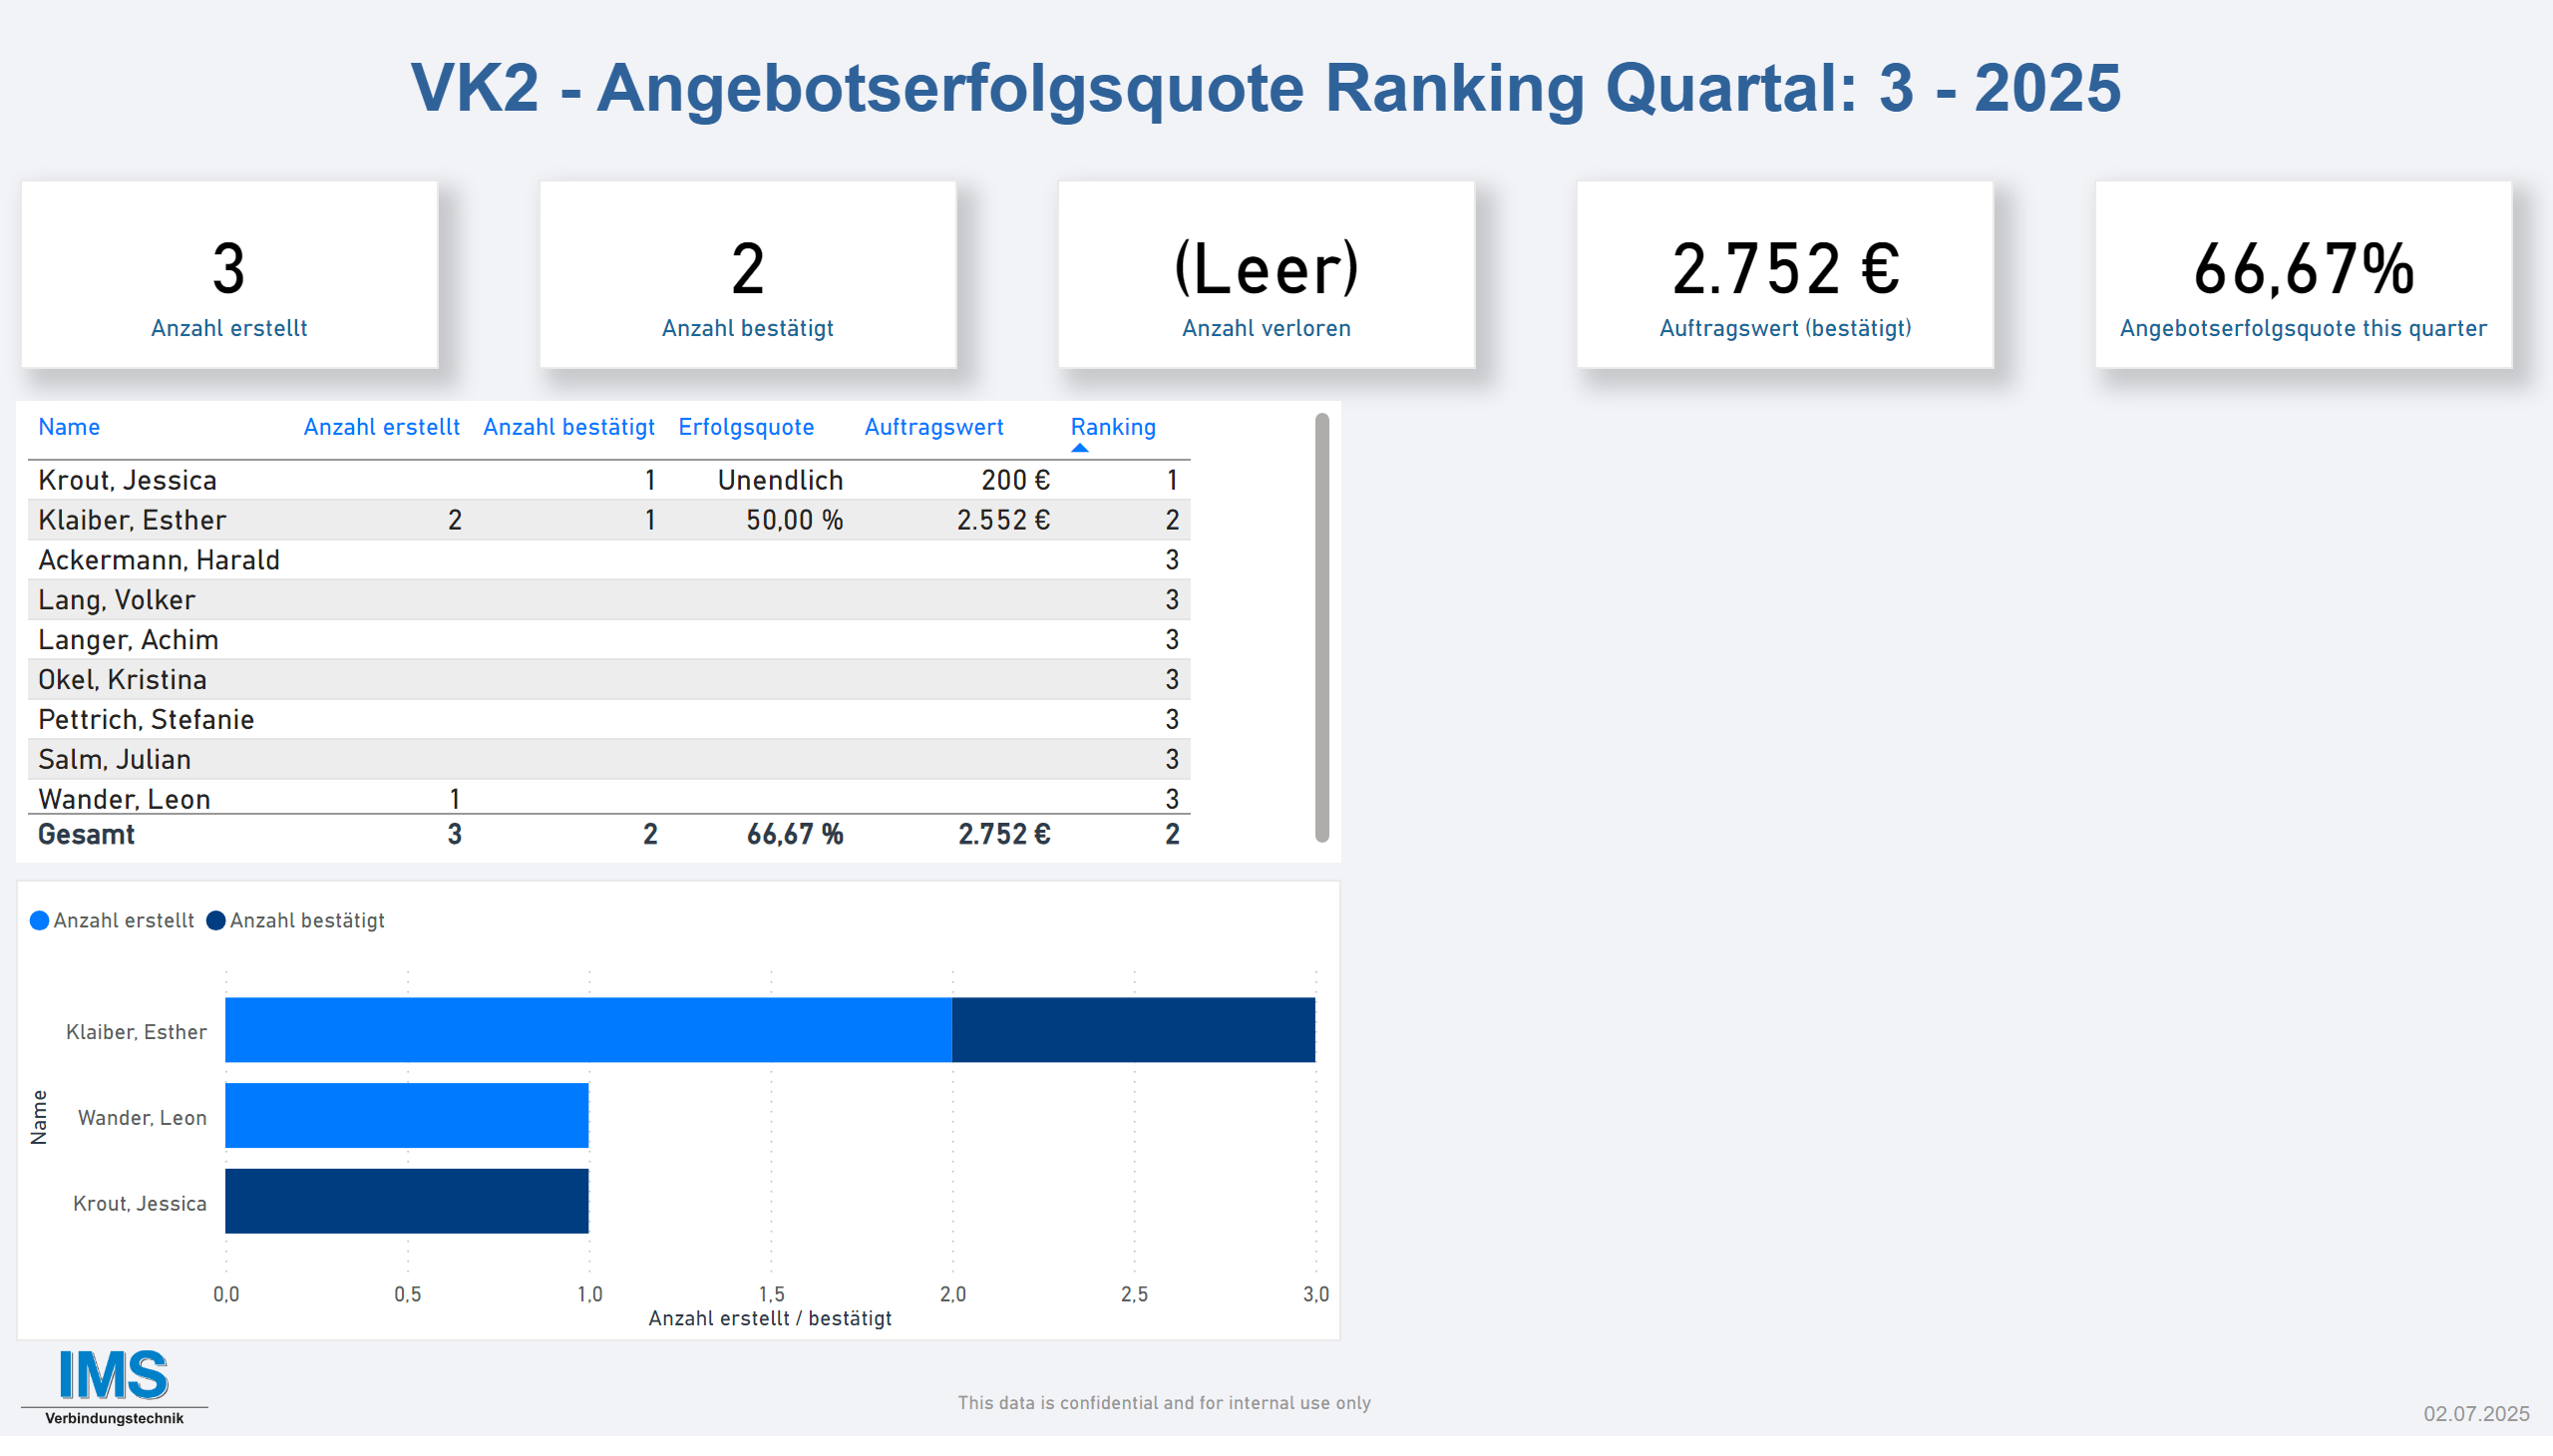 VK2 - Angebotserfolgsquote Ranking Quartal: 3 - 2025
3
Anzahl erstellt
2
Anzahl bestätigt
(Leer)
Anzahl verloren
2.752 €
Auftragswert (bestätigt)
66,67%
Angebotserfolgsquote this quarter
Name Anzahl erstellt Anzahl bestätigt Erfolgsquote Auftragswert Ranking
Krout, Jessica 1 Unendlich 200 € 1
Klaiber, Esther 2 1 50,00 % 2.552 € 2
Ackermann, Harald 3
Lang, Volker 3
Langer, Achim 3
Okel, Kristina 3
Pettrich, Stefanie 3
Salm, Julian 3
Wander, Leon 1 3
Gesamt 3 2 66,67 % 2.752 € 2
Anzahl erstellt Anzahl bestätigt
Name
Klaiber, Esther
Wander, Leon
Krout, Jessica
0,0 0,5 1,0 1,5 2,0 2,5 3,0
Anzahl erstellt / bestätigt
IMS
Verbindungstechnik
This data is confidential and for internal use only
02.07.2025